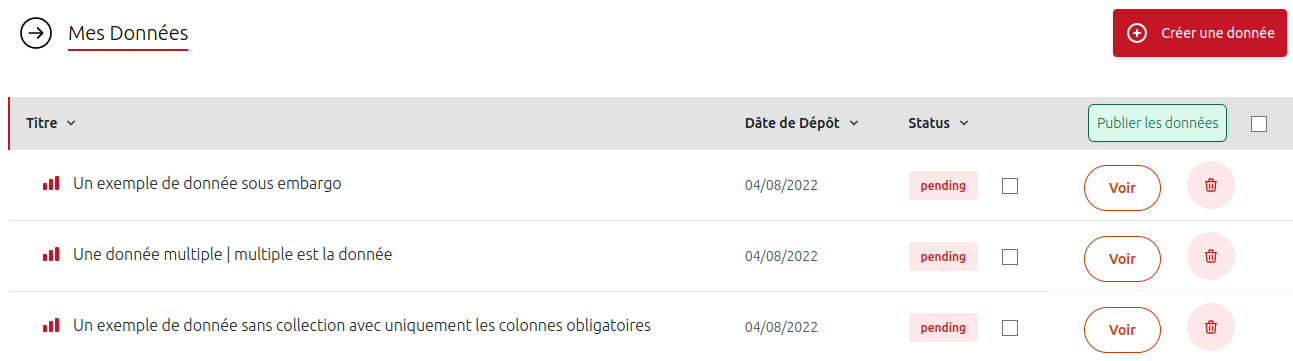 Mes Données
Créer une donnée
Titre Dâte de Dépôt Status Publier les données
Un exemple de donnée sous embargo 04/08/2022 pending Voir
Une donnée multiple | multiple est la donnée 04/08/2022 pending Voir
Un exemple de donnée sans collection avec uniquement les colonnes obligatoires 04/08/2022 pending Voir